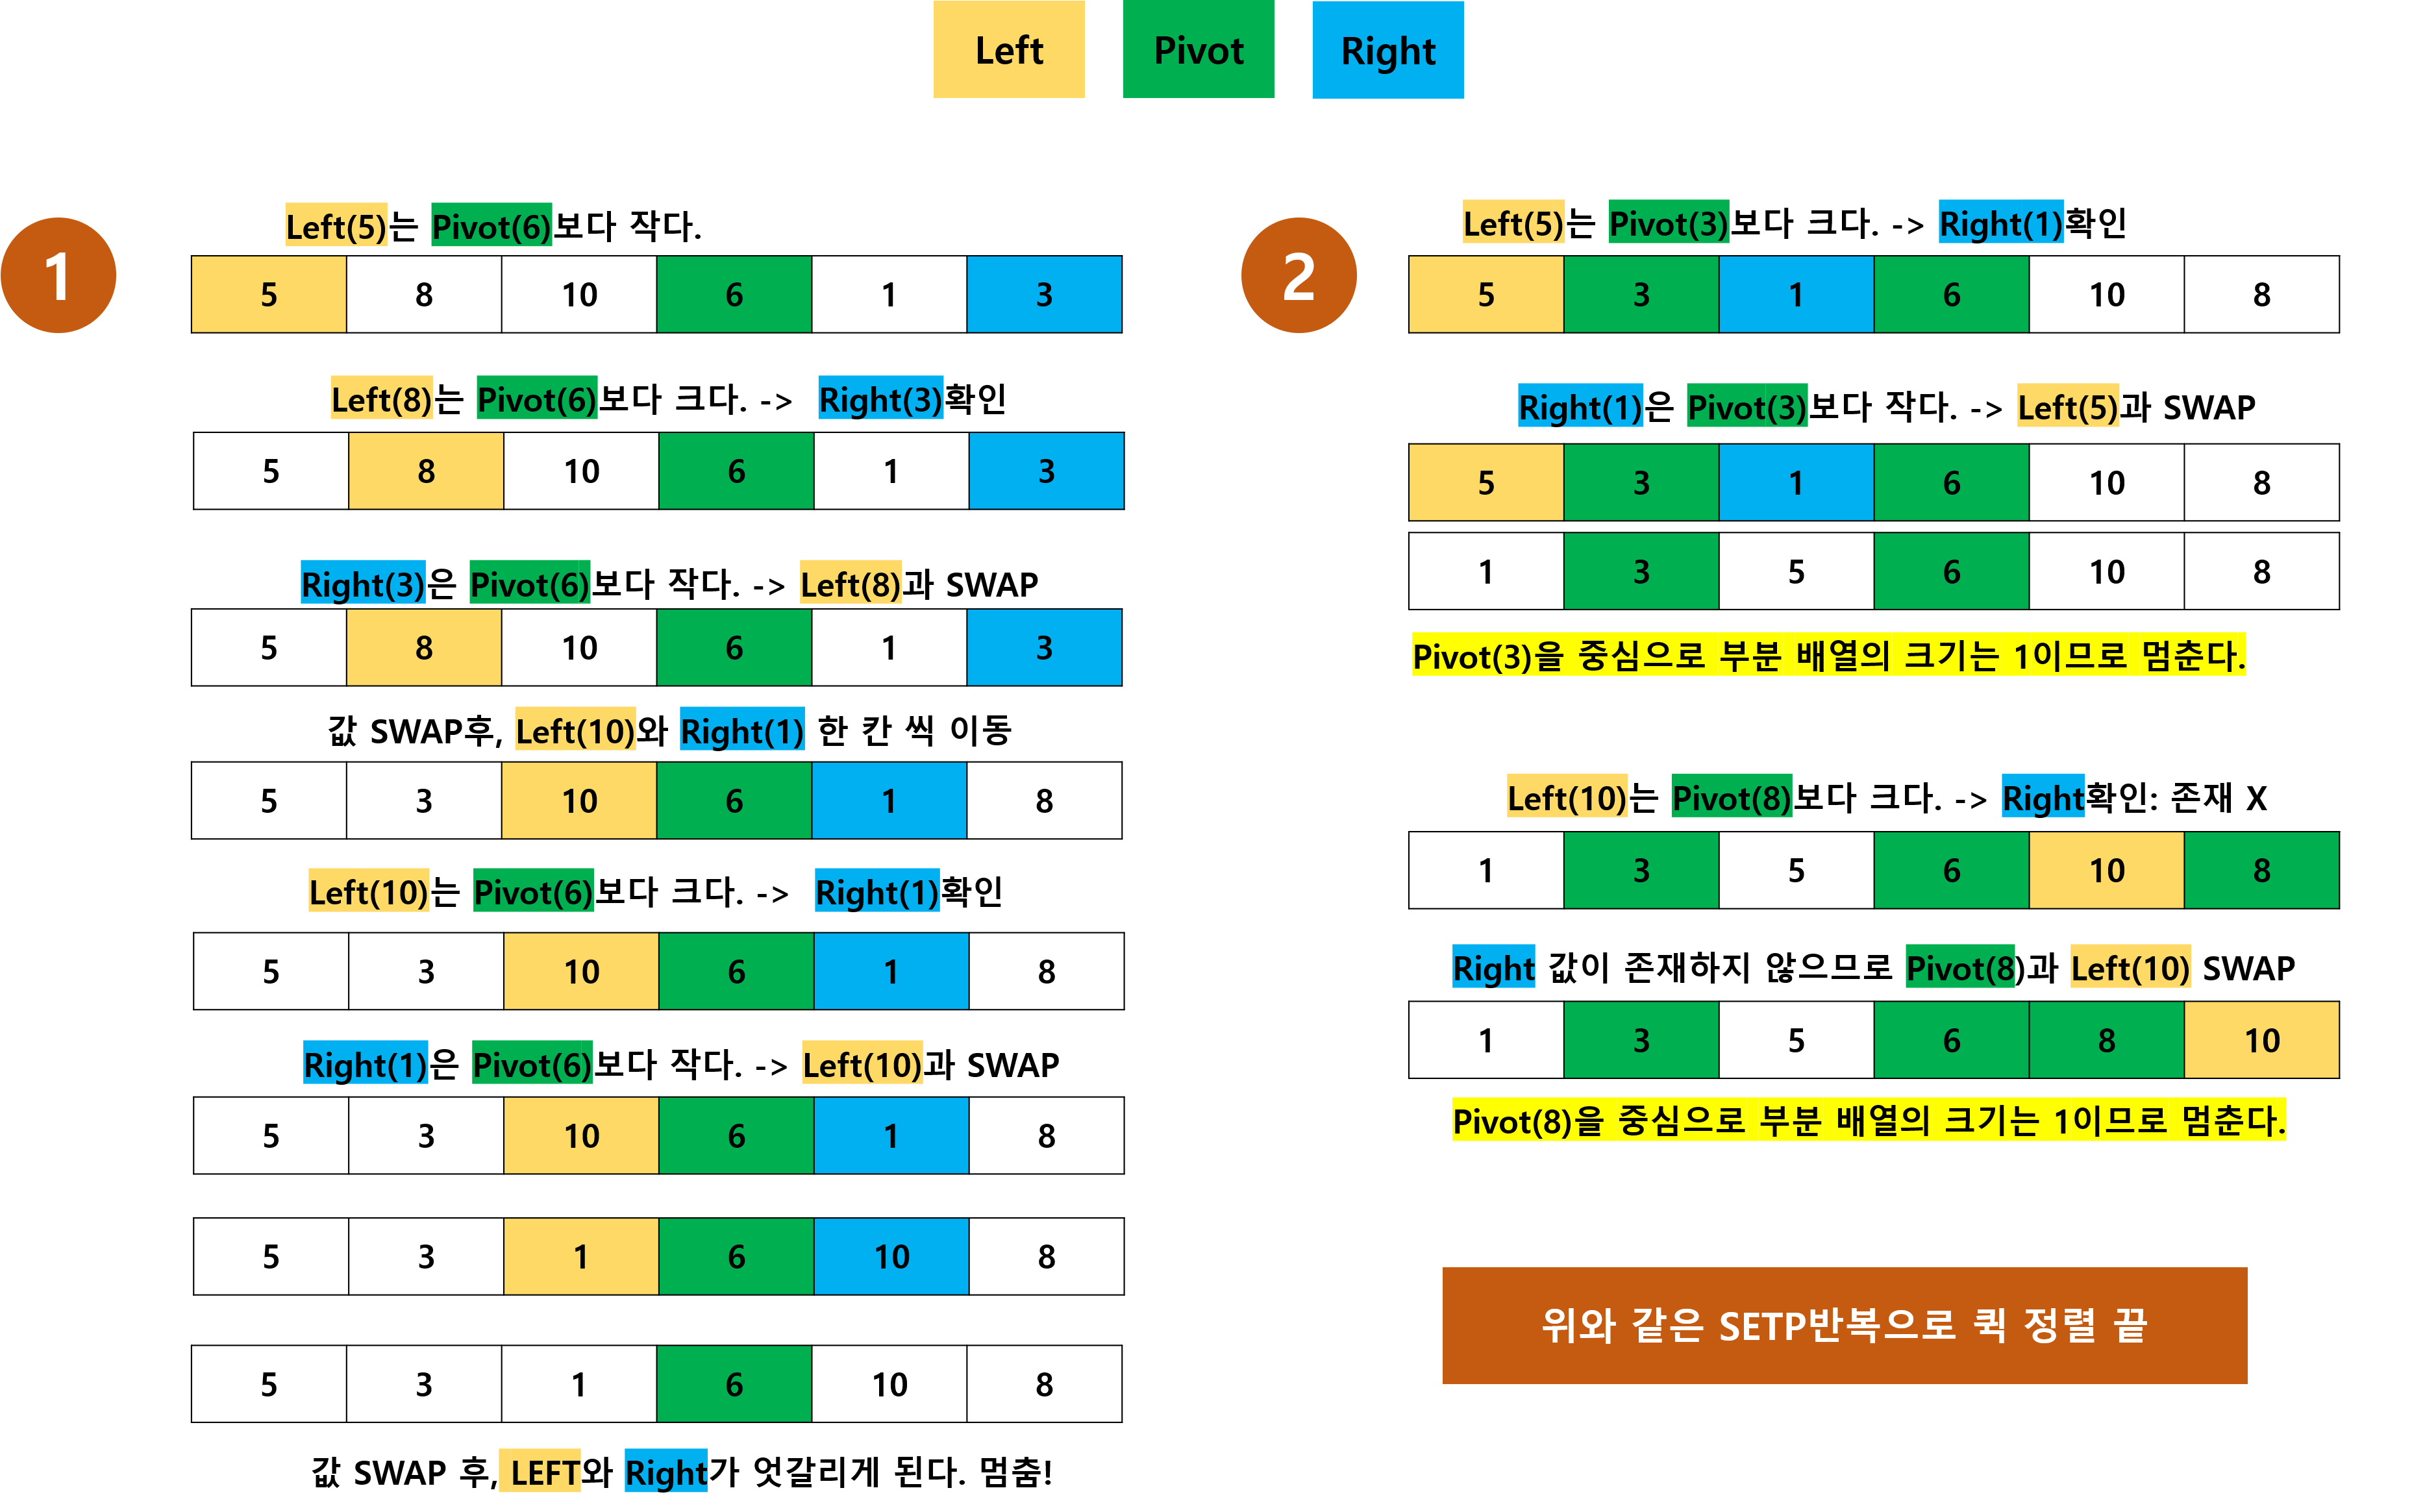 Left Pivot Right
1
Left(5)는 Pivot(6)보다 작다.
5 8 10 6 1 3
Left(8)는 Pivot(6)보다 크다. -> Right(3)확인
5 8 10 6 1 3
Right(3)은 Pivot(6)보다 작다. -> Left(8)과 SWAP
5 8 10 6 1 3
값 SWAP후, Left(10)와 Right(1) 한 칸 씩 이동
5 3 10 6 1 8
Left(10)는 Pivot(6)보다 크다. -> Right(1)확인
5 3 10 6 1 8
Right(1)은 Pivot(6)보다 작다. -> Left(10)과 SWAP
5 3 10 6 1 8
5 3 1 6 10 8
5 3 1 6 10 8
값 SWAP 후, LEFT와 Right가 엇갈리게 된다. 멈춤!
2
Left(5)는 Pivot(3)보다 크다. -> Right(1)확인
5 3 1 6 10 8
Right(1)은 Pivot(3)보다 작다. -> Left(5)과 SWAP
5 3 1 6 10 8
1 3 5 6 10 8
Pivot(3)을 중심으로 부분 배열의 크기는 1이므로 멈춘다.
Left(10)는 Pivot(8)보다 크다. -> Right확인: 존재 X
1 3 5 6 10 8
Right 값이 존재하지 않으므로 Pivot(8)과 Left(10) SWAP
1 3 5 6 8 10
Pivot(8)을 중심으로 부분 배열의 크기는 1이므로 멈춘다.
위와 같은 SETP반복으로 퀵 정렬 끝